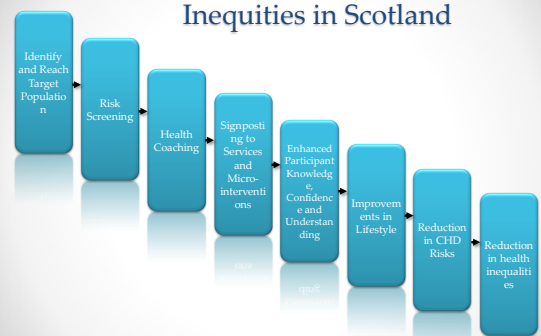 Inequities in Scotland
Identify
and Reach
Target
Populatio
n
Risk
Screening
Health
Coaching
Signposti
ng to
Services
and
Micro-
interventi
ons
Enhanced
Participant
Knowledg
e,
Confidenc
e and
Understan
ding
Improvem
ents in
Lifestyle
Reduction
in CHD
Risks
Reduction
in health
inequaliti
es